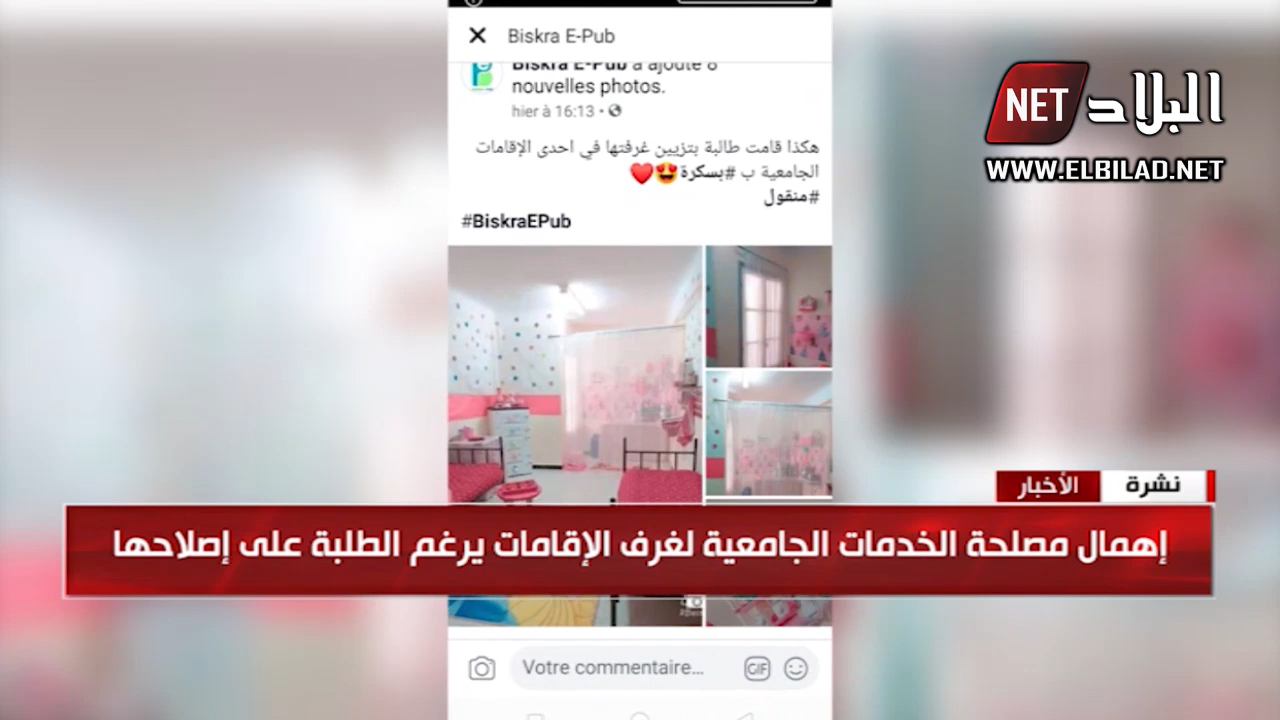 Biskra E-Pub
Biskra E-Pub a ajouté 8
nouvelles photos.
hier à 16:13
هكذا قامت طالبة بتزيين غرفتها في احدى الإقامات
الجامعية ب #بسكرة😍❤️
#منقول
#BiskraEPub
البلاد NET
WWW.ELBILAD.NET
نشرة الأخبار
إهمال مصلحة الخدمات الجامعية لغرف الإقامات يرغم الطلبة على إصلاحها
Votre commentaire...
GIF